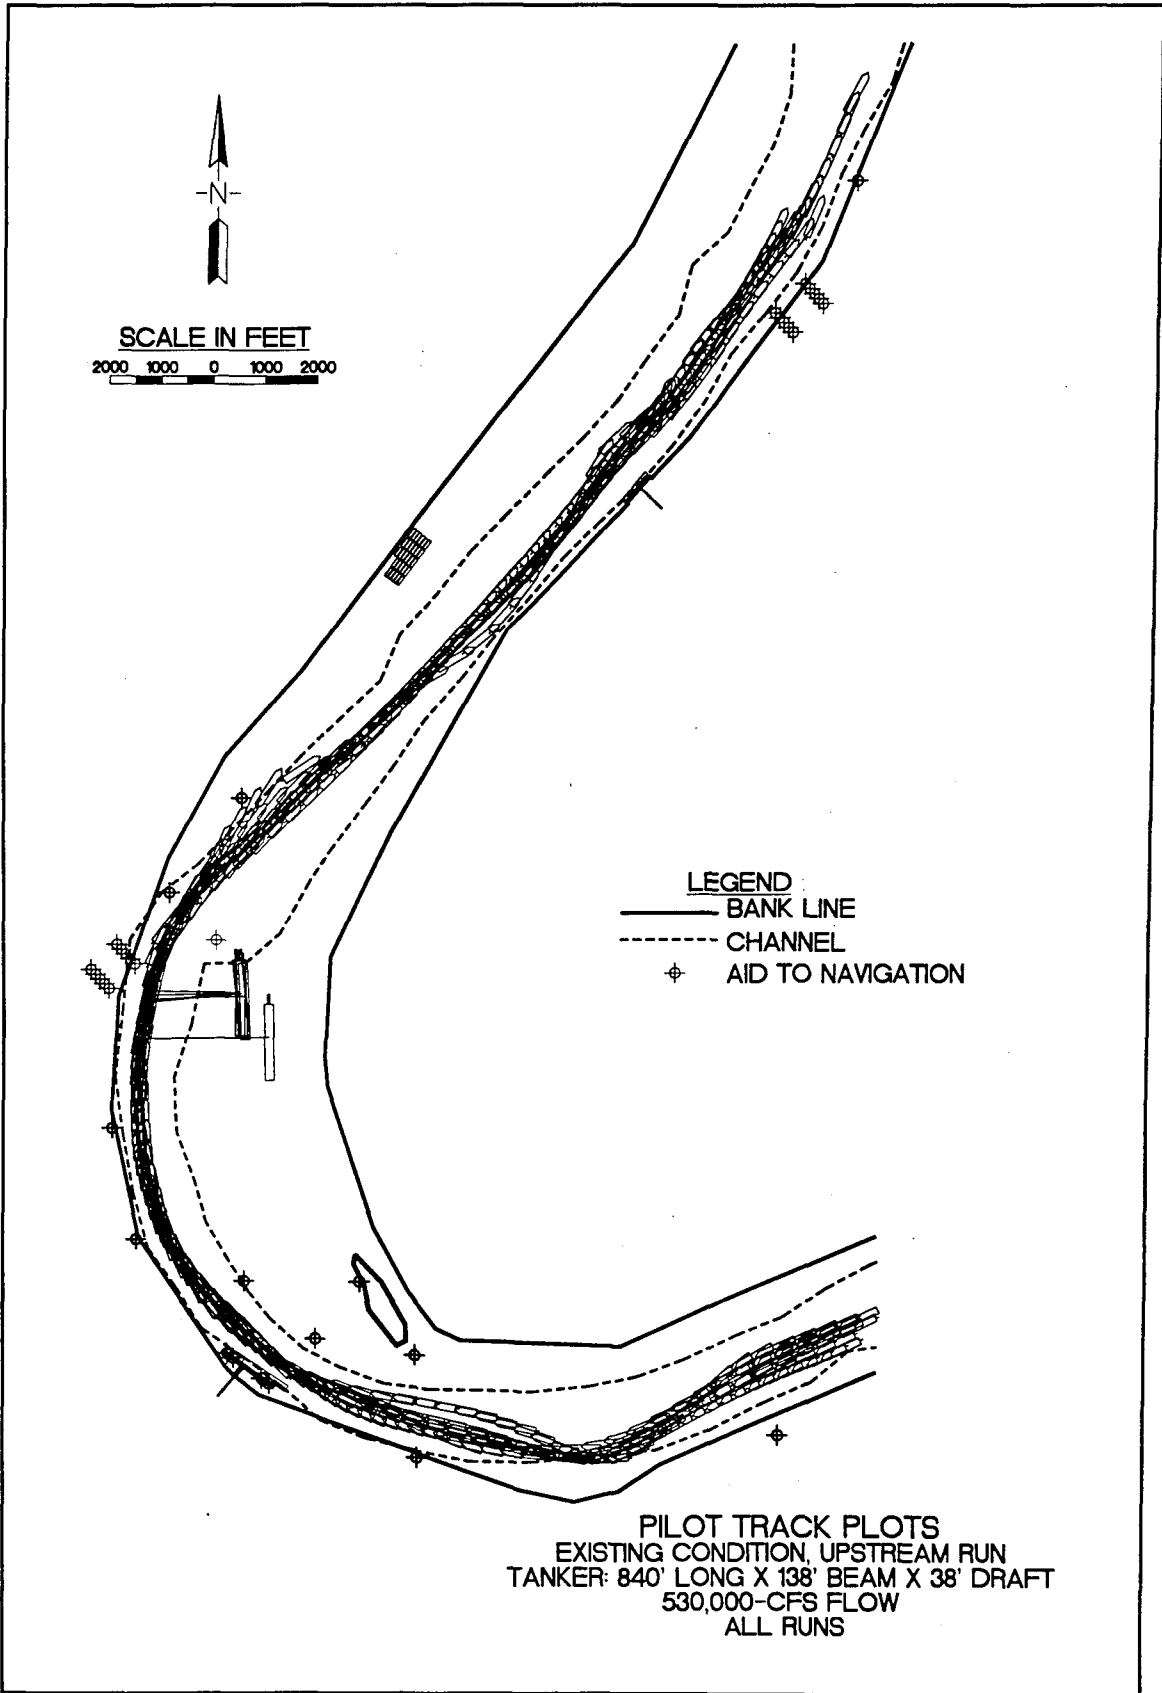 -N-
SCALE IN FEET
2000 1000 0 1000 2000
LEGEND
BANK LINE
CHANNEL
AID TO NAVIGATION
PILOT TRACK PLOTS
EXISTING CONDITION, UPSTREAM RUN
TANKER: 840' LONG X 138' BEAM X 38' DRAFT
530,000-CFS FLOW
ALL RUNS